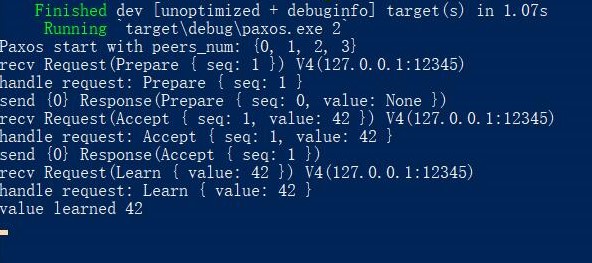 Finished dev [unoptimized + debuginfo] target(s) in 1.07s
Running `target\debug\paxos.exe 2`
Paxos start with peers_num: {0, 1, 2, 3}
recv Request(Prepare { seq: 1 }) V4(127.0.0.1:12345)
handle request: Prepare { seq: 1 }
send {0} Response(Prepare { seq: 0, value: None })
recv Request(Accept { seq: 1, value: 42 }) V4(127.0.0.1:12345)
handle request: Accept { seq: 1, value: 42 }
send {0} Response(Accept { seq: 1 })
recv Request(Learn { value: 42 }) V4(127.0.0.1:12345)
handle request: Learn { value: 42 }
value learned 42